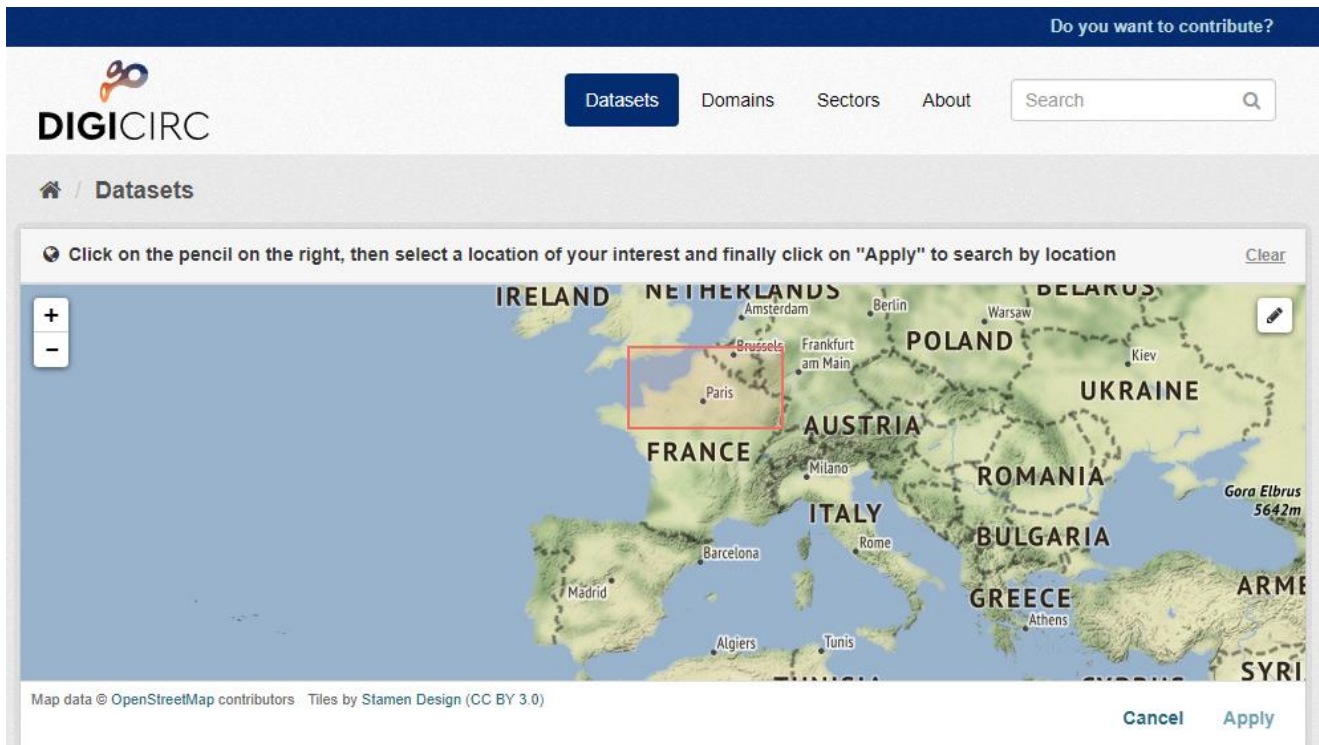 Do you want to contribute?
DIGICIRC
Datasets Domains Sectors About Search
/ Datasets
Click on the pencil on the right, then select a location of your interest and finally click on "Apply" to search by location Clear
+
−
IRELAND NETHERLANDS BELARUS
Amsterdam Berlin Warsaw
Brussels Frankfurt am Main POLAND Kiev
Paris UKRAINE
AUSTRIA
FRANCE Milano ROMANIA
Gora Elbrus
5642m
ITALY
Rome BULGARIA
Barcelona
Madrid GREECE ARME
Athens
Algiers Tunis
SYRI
Map data © OpenStreetMap contributors Tiles by Stamen Design (CC BY 3.0)
Cancel Apply